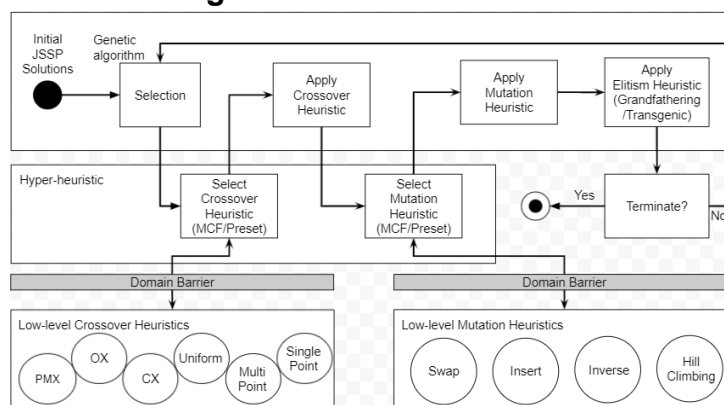 Initial
JSSP
Solutions
Genetic
algorithm
Selection
Apply
Crossover
Heuristic
Apply
Mutation
Heuristic
Apply
Elitism Heuristic
(Grandfathering
/Transgenic)
Hyper-heuristic
Select
Crossover
Heuristic
(MCF/Preset)
Select
Mutation
Heuristic
(MCF/Preset)
Yes
Terminate?
No
Domain Barrier
Domain Barrier
Low-level Crossover Heuristics
PMX
OX
CX
Uniform
Multi
Point
Single
Point
Low-level Mutation Heuristics
Swap
Insert
Inverse
Hill
Climbing